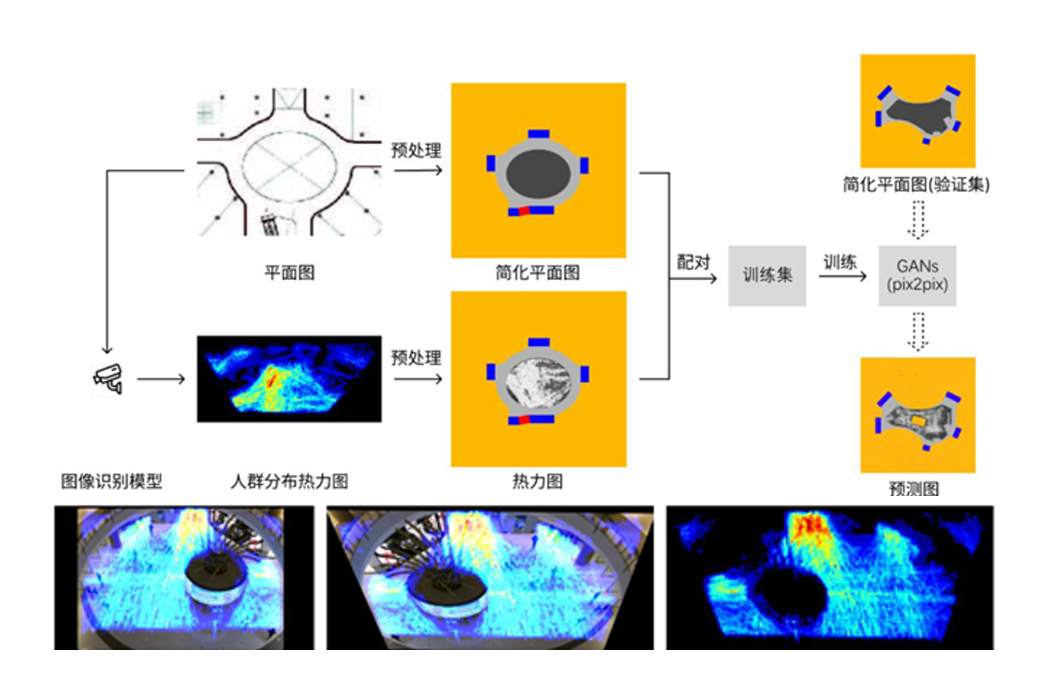 预处理
平面图
简化平面图
简化平面图(验证集)
配对
训练集
训练
GANs
(pix2pix)
预处理
图像识别模型
人群分布热力图
热力图
预测图